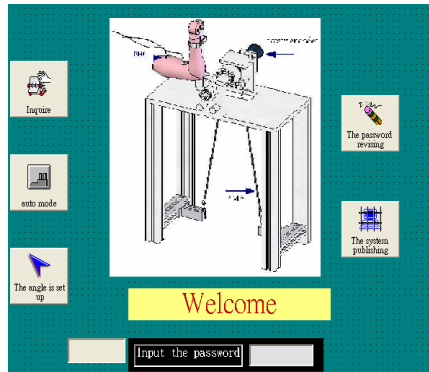 Inquire
auto mode
The angle is set
up
The password
revising
The system
publishing
Welcome
Input the password